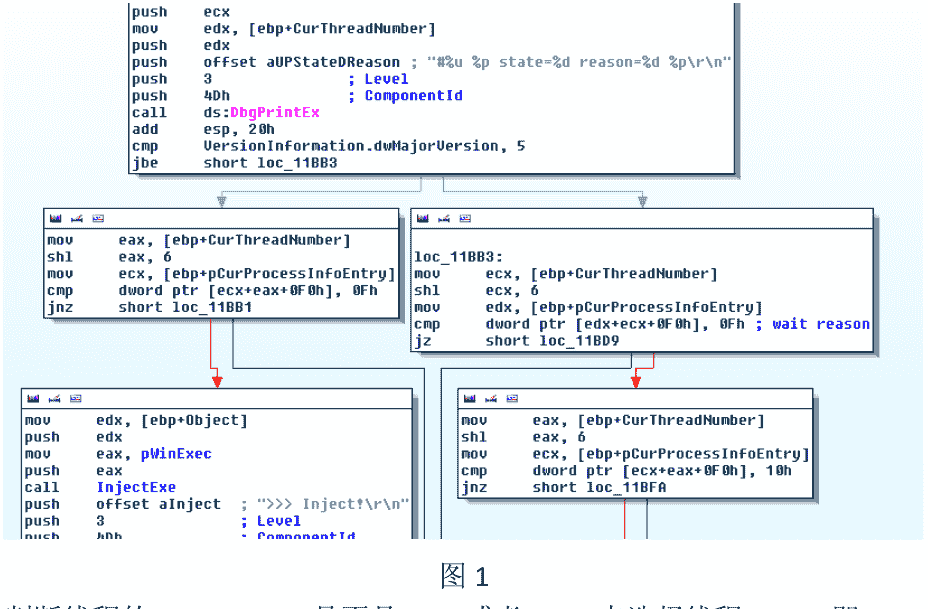 push ecx
mov edx, [ebp+CurThreadNumber]
push edx
push offset aUPStateDReason ; "#%u %p state=%d reason=%d %p\r\n"
push 3 ; Level
push 4Dh ; ComponentId
call ds:DbgPrintEx
add esp, 20h
cmp VersionInformation.dwMajorVersion, 5
jbe short loc_11BB3
mov eax, [ebp+CurThreadNumber]
shl eax, 6
mov ecx, [ebp+pCurProcessInfoEntry]
cmp dword ptr [ecx+eax+0F0h], 0Fh
jnz short loc_11BB1
loc_11BB3:
mov ecx, [ebp+CurThreadNumber]
shl ecx, 6
mov edx, [ebp+pCurProcessInfoEntry]
cmp dword ptr [edx+ecx+0F0h], 0Fh ; wait reason
jz short loc_11BD9
mov edx, [ebp+Object]
push edx
mov eax, pWinExec
push eax
call InjectExe
push offset aInject ; ">>> Inject!\r\n"
push 3 ; Level
push 4Dh ; ComponentId
mov eax, [ebp+CurThreadNumber]
shl eax, 6
mov ecx, [ebp+pCurProcessInfoEntry]
cmp dword ptr [ecx+eax+0F0h], 10h
jnz short loc_11BFA
图 1